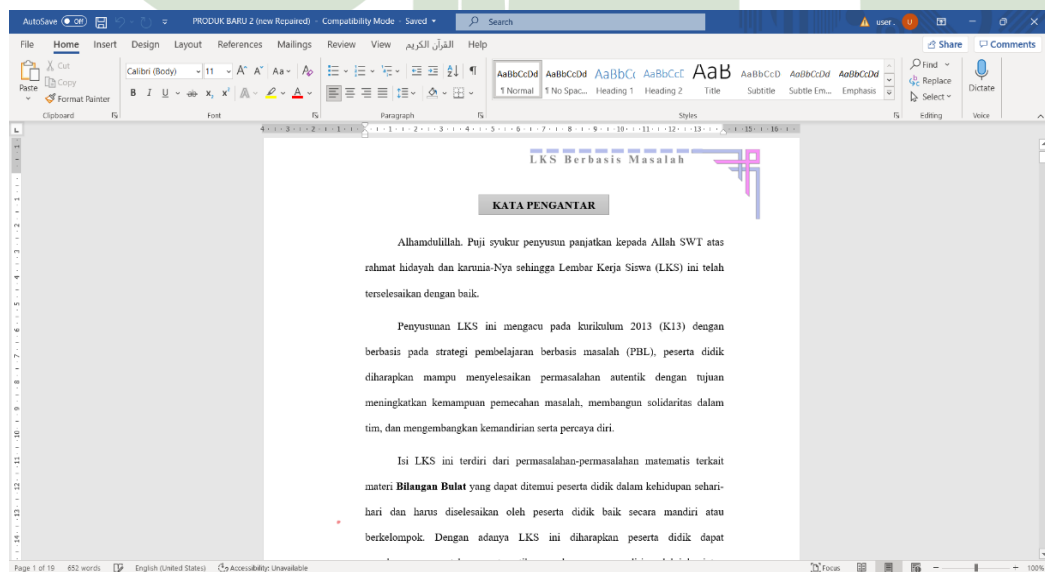 AutoSave Off PRODUK BARU 2 (new Repaired) - Compatibility Mode - Saved Search user. U
File Home Insert Design Layout References Mailings Review View القرآن الكريم Help Share Comments
Paste Cut Copy Format Painter
Calibri (Body) 11
AaBbCcDd AaBbCcDd AaBbCc AaBbCcC AaB AaBbCcD AaBbCcDd AaBbCcDd
¶ Normal ¶ No Spac... Heading 1 Heading 2 Title Subtitle Subtle Em... Emphasis
Find Replace Select Dictate
Clipboard Font Paragraph Styles Editing Voice
LKS Berbasis Masalah
KATA PENGANTAR
Alhamdulillah. Puji syukur penyusun panjatkan kepada Allah SWT atas
rahmat hidayah dan karunia-Nya sehingga Lembar Kerja Siswa (LKS) ini telah
terselesaikan dengan baik.
Penyusunan LKS ini mengacu pada kurikulum 2013 (K13) dengan
berbasis pada strategi pembelajaran berbasis masalah (PBL), peserta didik
diharapkan mampu menyelesaikan permasalahan autentik dengan tujuan
meningkatkan kemampuan pemecahan masalah, membangun solidaritas dalam
tim, dan mengembangkan kemandirian serta percaya diri.
Isi LKS ini terdiri dari permasalahan-permasalahan matematis terkait
materi Bilangan Bulat yang dapat ditemui peserta didik dalam kehidupan sehari-
hari dan harus diselesaikan oleh peserta didik baik secara mandiri atau
berkelompok. Dengan adanya LKS ini diharapkan peserta didik dapat
Page 1 of 19 652 words English (United States) Accessibility: Unavailable Focus 100%